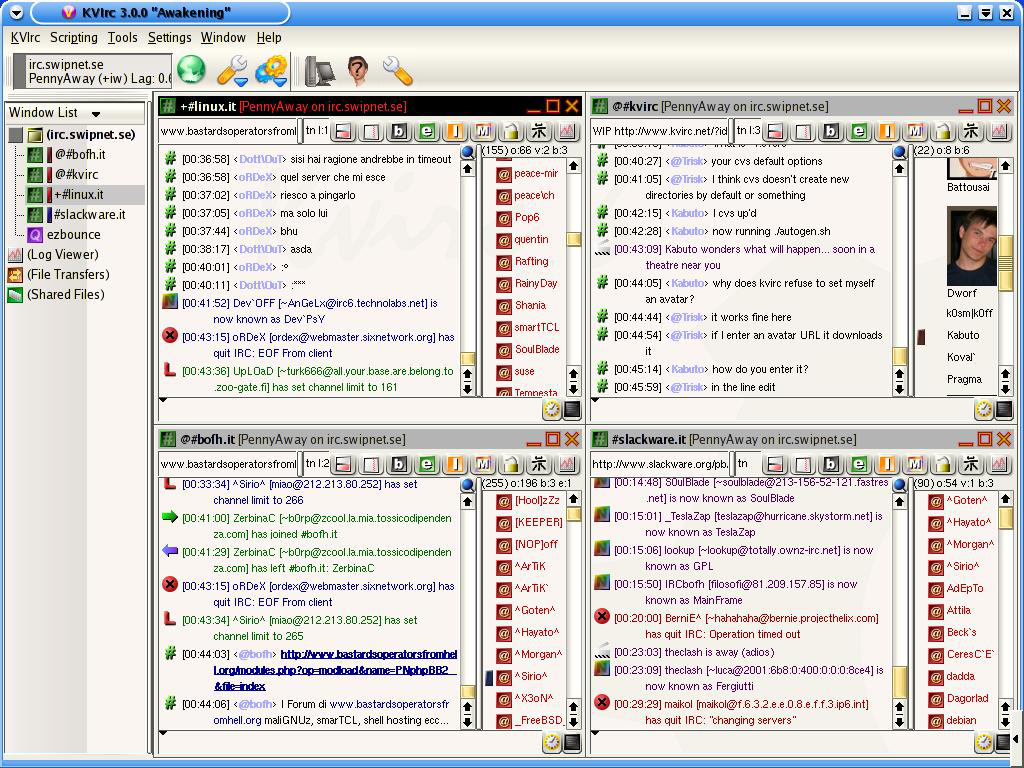 KVIrc 3.0.0 "Awakening"
KVIrc Scripting Tools Settings Window Help
irc.swipnet.se
PennyAway (+iw) Lag: 0.6
Window List
(irc.swipnet.se)
@#bofh.it
@#kvirc
+#linux.it
#slackware.it
ezbounce
(Log Viewer)
(File Transfers)
(Shared Files)
+#linux.it [PennyAway on irc.swipnet.se]
www.bastardsoperatorsfroml
tn l:1
(155) o:66 v:2 b:3
[00:36:58] <Dott0uT> sisi hai ragione andrebbe in timeout
[00:36:58] <oRDeX> quel server che mi esce
[00:37:02] <oRDeX> riesco a pingarlo
[00:37:05] <oRDeX> ma solo lui
[00:37:44] <oRDeX> bhu
[00:38:17] <Dott0uT> asda
[00:40:01] <oRDeX> :°
[00:40:11] <Dott0uT> :***
[00:41:52] Dev`OFF [~AnGeLx@irc6.technolabs.net] is
now known as Dev`PsY
[00:43:15] oRDeX [ordex@webmaster.sixnetwork.org] has
quit IRC: EOF From client
[00:43:36] UpLOaD [~turk666@all.your.base.are.belong.to
.zoo-gate.fi] has set channel limit to 161
peace-mir
peace\ch
Pop6
quentin
Rafting
RainyDay
Shania
smartTCL
SoulBlade
suse
Tempesta
@#kvirc [PennyAway on irc.swipnet.se]
WIP http://www.kvirc.net/?id
tn l:3
(22) o:8 b:6
[00:40:27] <@Trisk> your cvs default options
[00:41:05] <@Trisk> I think cvs doesn't create new
directories by default or something
[00:42:15] <Kabuto> I cvs up'd
[00:42:28] <Kabuto> now running ./autogen.sh
[00:43:09] Kabuto wonders what will happen... soon in a
theatre near you
[00:44:05] <Kabuto> why does kvirc refuse to set myself
an avatar?
[00:44:44] <@Trisk> it works fine here
[00:44:54] <@Trisk> if I enter an avatar URL it downloads
it
[00:45:14] <Kabuto> how do you enter it?
[00:45:59] <@Trisk> in the line edit
Battousai
Dworf
k0sm|k0ff
Kabuto
Koval`
Pragma
@#bofh.it [PennyAway on irc.swipnet.se]
www.bastardsoperatorsfroml
tn l:2
(255) o:196 b:3 e:1
[00:33:34] ^Sirio^ [miao@212.213.80.252] has set
channel limit to 266
[00:41:00] ZerbinaC [~b0rp@zcool.la.mia.tossicodipenden
za.com] has joined #bofh.it
[00:41:29] ZerbinaC [~b0rp@zcool.la.mia.tossicodipenden
za.com] has left #bofh.it: ZerbinaC
[00:43:15] oRDeX [ordex@webmaster.sixnetwork.org] has
quit IRC: EOF From client
[00:43:34] ^Sirio^ [miao@212.213.80.252] has set
channel limit to 265
[00:44:03] <@bofh> http://www.bastardsoperatorsfromhel
l.org/modules.php?op=modload&name=PNphpBB2
&file=index
[00:44:06] <@bofh> I Forum di www.bastardsoperatorsfr
omhell.org maliGNUz, smarTCL, shell hosting ecc...
[Hool]zZz
[KEEPER]
[NOP]off
^ArTiK
^ArTiK`
^Goten^
^Hayato^
^Morgan^
^Sirio^
^X3oN^
_FreeBSD_
#slackware.it [PennyAway on irc.swipnet.se]
http://www.slackware.org/pb.
tn
(90) o:54 v:1 b:3
[00:14:48] S0ulBlade [~soulblade@213-156-52-121.fastres
.net] is now known as SoulBlade
[00:15:01] _TeslaZap [teslazap@hurricane.skystorm.net] is
now known as TeslaZap
[00:15:06] lookup [~lookup@totally.ownz-irc.net] is now
known as GPL
[00:15:50] IRCbofh [filosofi@81.209.157.85] is now
known as MainFrame
[00:20:00] BerniE^ [~hahahaha@bernie.projecthelix.com]
has quit IRC: Operation timed out
[00:23:03] theclash is away (adios)
[00:23:09] theclash [~luca@2001:6b8:0:400:0:0:0:8ce4] is
now known as Fergiutti
[00:29:29] maikol [maikol@f.6.3.2.e.e.0.8.e.f.f.3.ip6.int]
has quit IRC: "changing servers"
^Goten^
^Hayato^
^Morgan^
^Sirio^
AdEpTo
Attila
Beck`s
CeresC`E`
dadda
Dagorlad
debian